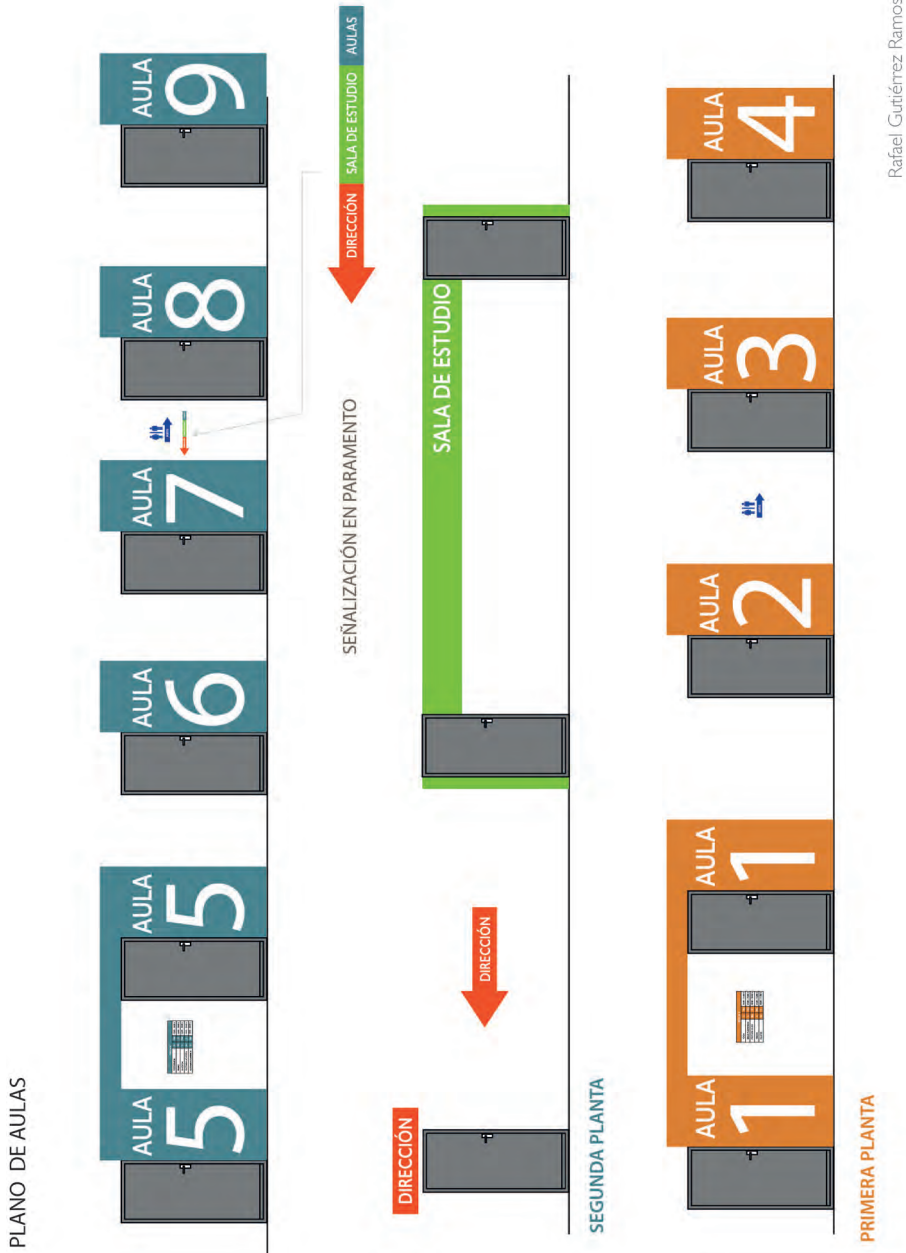 PLANO DE AULAS
AULA
5
AULA
5
AULA
6
AULA
7
AULA
8
AULA
9
SEÑALIZACIÓN EN PARAMENTO
DIRECCIÓN SALA DE ESTUDIO AULAS
DIRECCIÓN
DIRECCIÓN
SALA DE ESTUDIO
SEGUNDA PLANTA
AULA
1
AULA
1
AULA
2
AULA
3
AULA
4
PRIMERA PLANTA
Rafael Gutiérrez Ramos